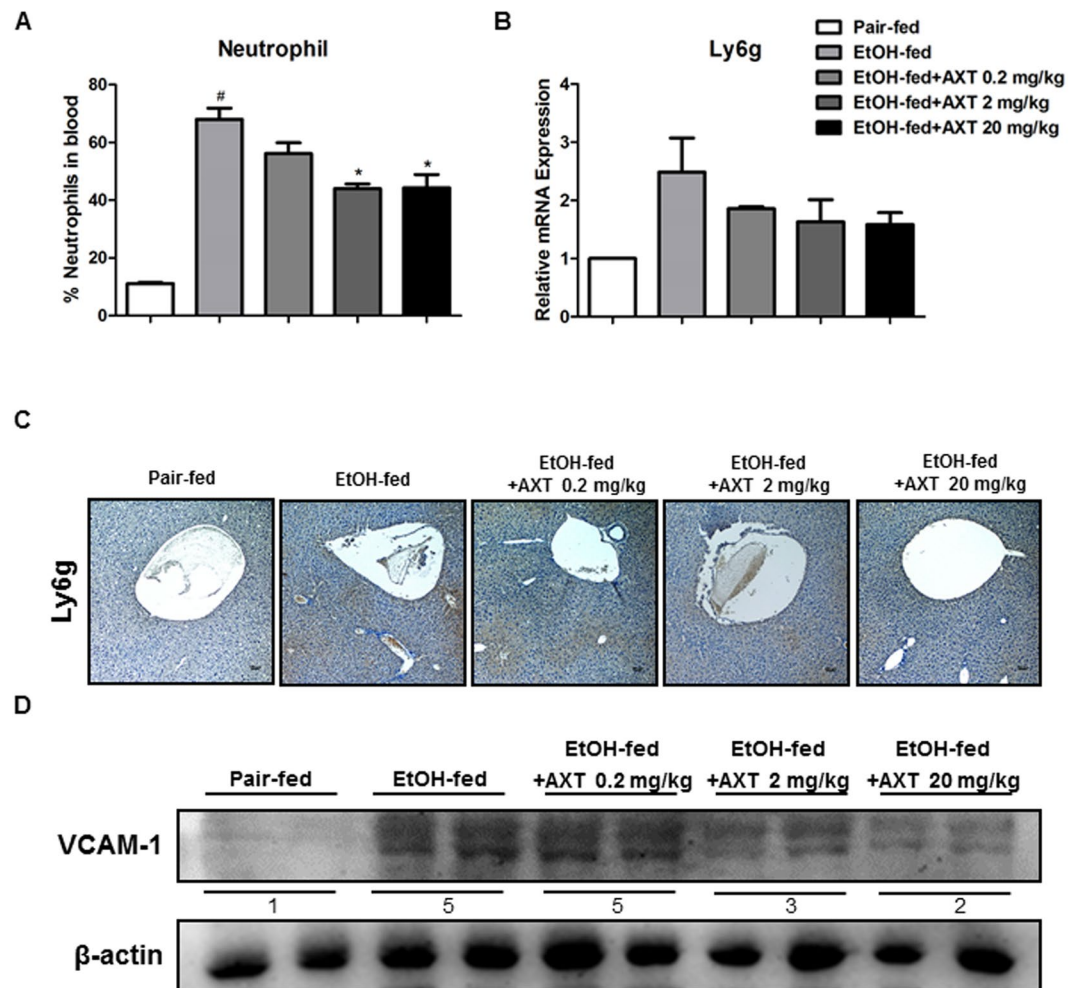 A
Neutrophil
% Neutrophils in blood
80
60
40
20
0
#
*
*
B
Ly6g
Relative mRNA Expression
4
3
2
1
0
Pair-fed
EtOH-fed
EtOH-fed+AXT 0.2 mg/kg
EtOH-fed+AXT 2 mg/kg
EtOH-fed+AXT 20 mg/kg
C
Pair-fed
EtOH-fed
EtOH-fed
+AXT 0.2 mg/kg
EtOH-fed
+AXT 2 mg/kg
EtOH-fed
+AXT 20 mg/kg
Ly6g
D
Pair-fed
EtOH-fed
EtOH-fed
+AXT 0.2 mg/kg
EtOH-fed
+AXT 2 mg/kg
EtOH-fed
+AXT 20 mg/kg
VCAM-1
1 5 5 3 2
β-actin